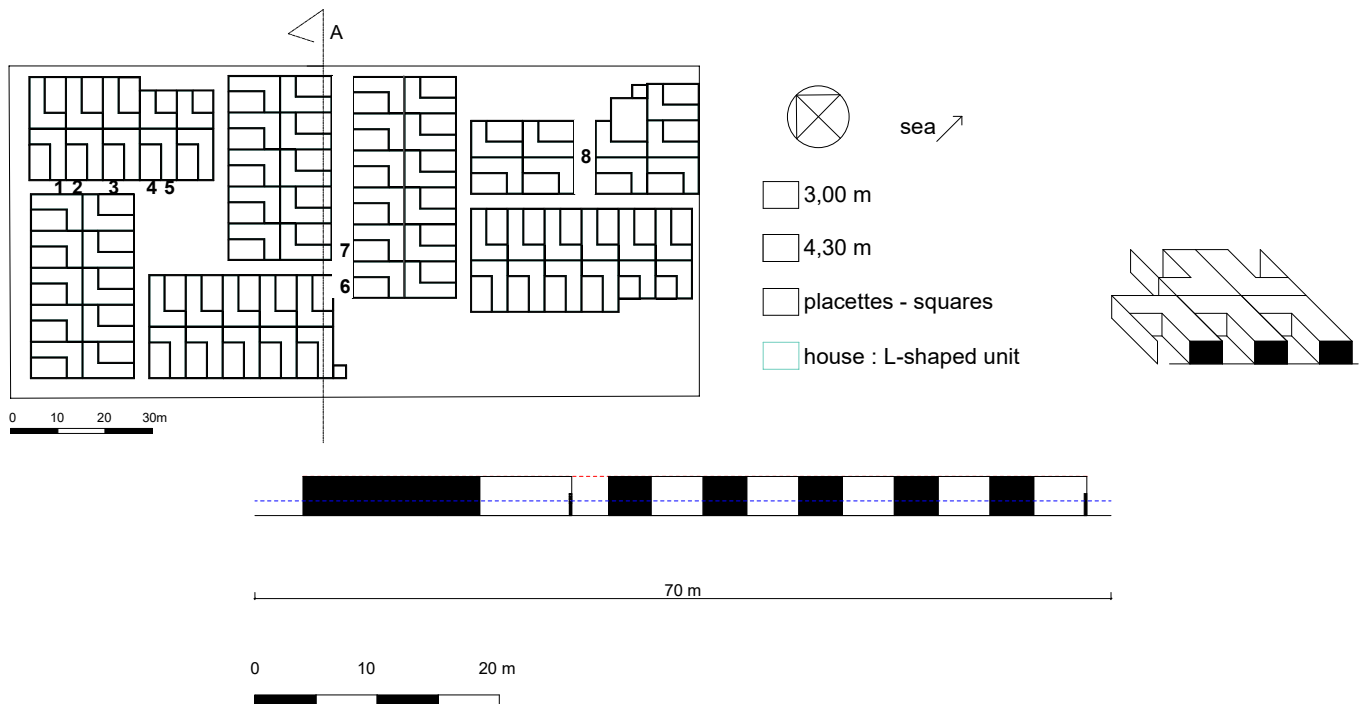 A
sea
3,00 m
4,30 m
placettes - squares
house : L-shaped unit
8
1 2 3 4 5
7
6
0 10 20 30m
70 m
0 10 20 m